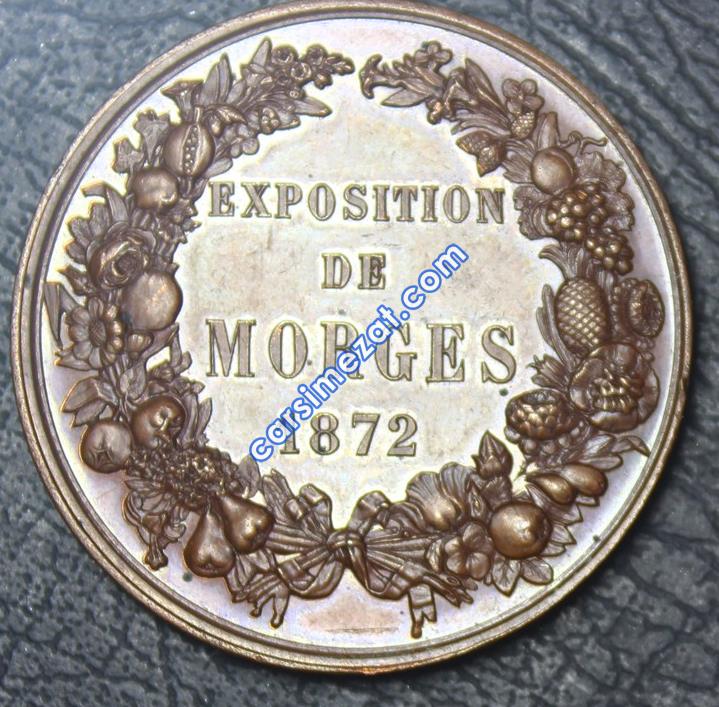 EXPOSITION
DE
MORGES
1872
carsimezat.com